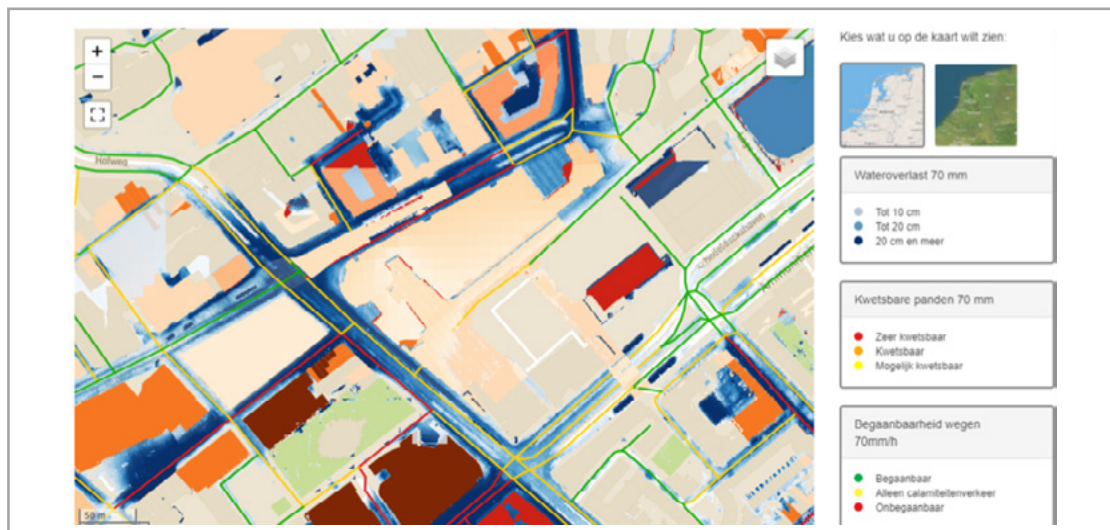 Kies wat u op de kaart wilt zien:
+
−
Hofweg
Wateroverlast 70 mm
Tot 10 cm
Tot 20 cm
20 cm en meer
Kwetsbare panden 70 mm
Zeer kwetsbaar
Kwetsbaar
Mogelijk kwetsbaar
Begaanbaarheid wegen
70mm/h
Begaanbaar
Alleen calamiteitenverkeer
Onbegaanbaar
50 m